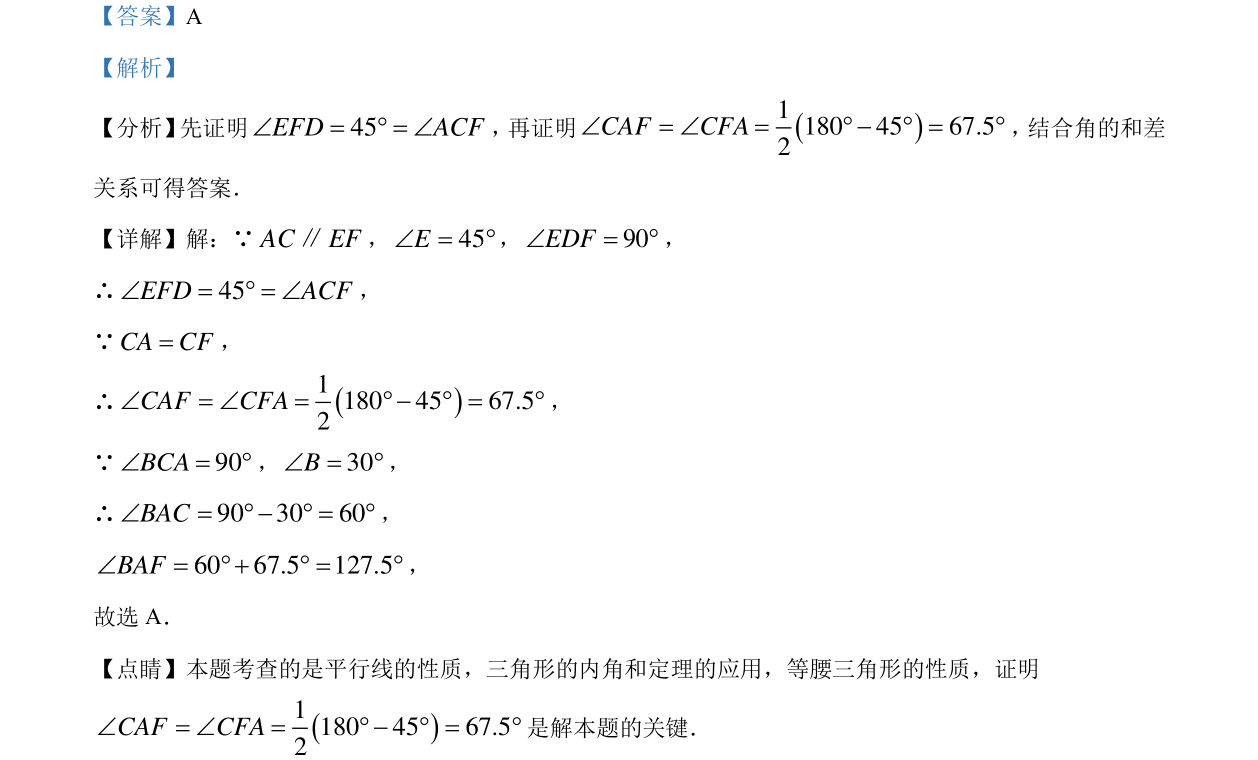 【答案】A
【解析】
【分析】先证明∠EFD = 45° = ∠ACF，再证明∠CAF = ∠CFA = \frac{1}{2}(180° − 45°) = 67.5°，结合角的和差
关系可得答案．
【详解】解：∵ AC∥EF，∠E = 45°，∠EDF = 90°，
∴∠EFD = 45° = ∠ACF，
∵CA = CF，
∴∠CAF = ∠CFA = \frac{1}{2}(180° − 45°) = 67.5°，
∵∠BCA = 90°，∠B = 30°，
∴∠BAC = 90° − 30° = 60°，
∠BAF = 60° + 67.5° = 127.5°，
故选 A．
【点睛】本题考查的是平行线的性质，三角形的内角和定理的应用，等腰三角形的性质，证明
∠CAF = ∠CFA = \frac{1}{2}(180° − 45°) = 67.5° 是解本题的关键．